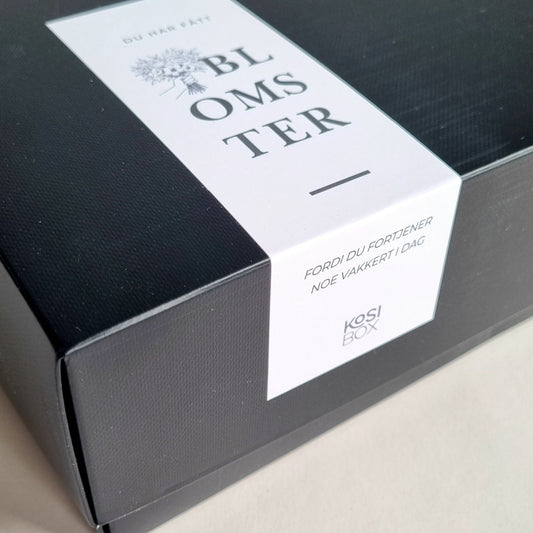 DU HAR FÅTT
BL
OMS
TER
FORDI DU FORTJENER
NOE VAKKERT I DAG
KOSI
BOX